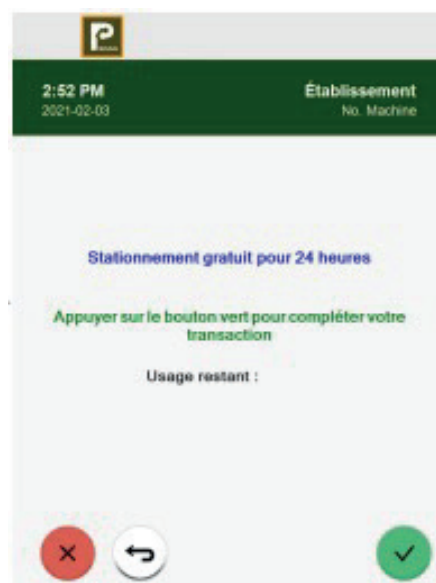 P
2:52 PM
Établissement
2021-02-03
No. Machine
Stationnement gratuit pour 24 heures
Appuyer sur le bouton vert pour compléter votre
transaction
Usage restant :